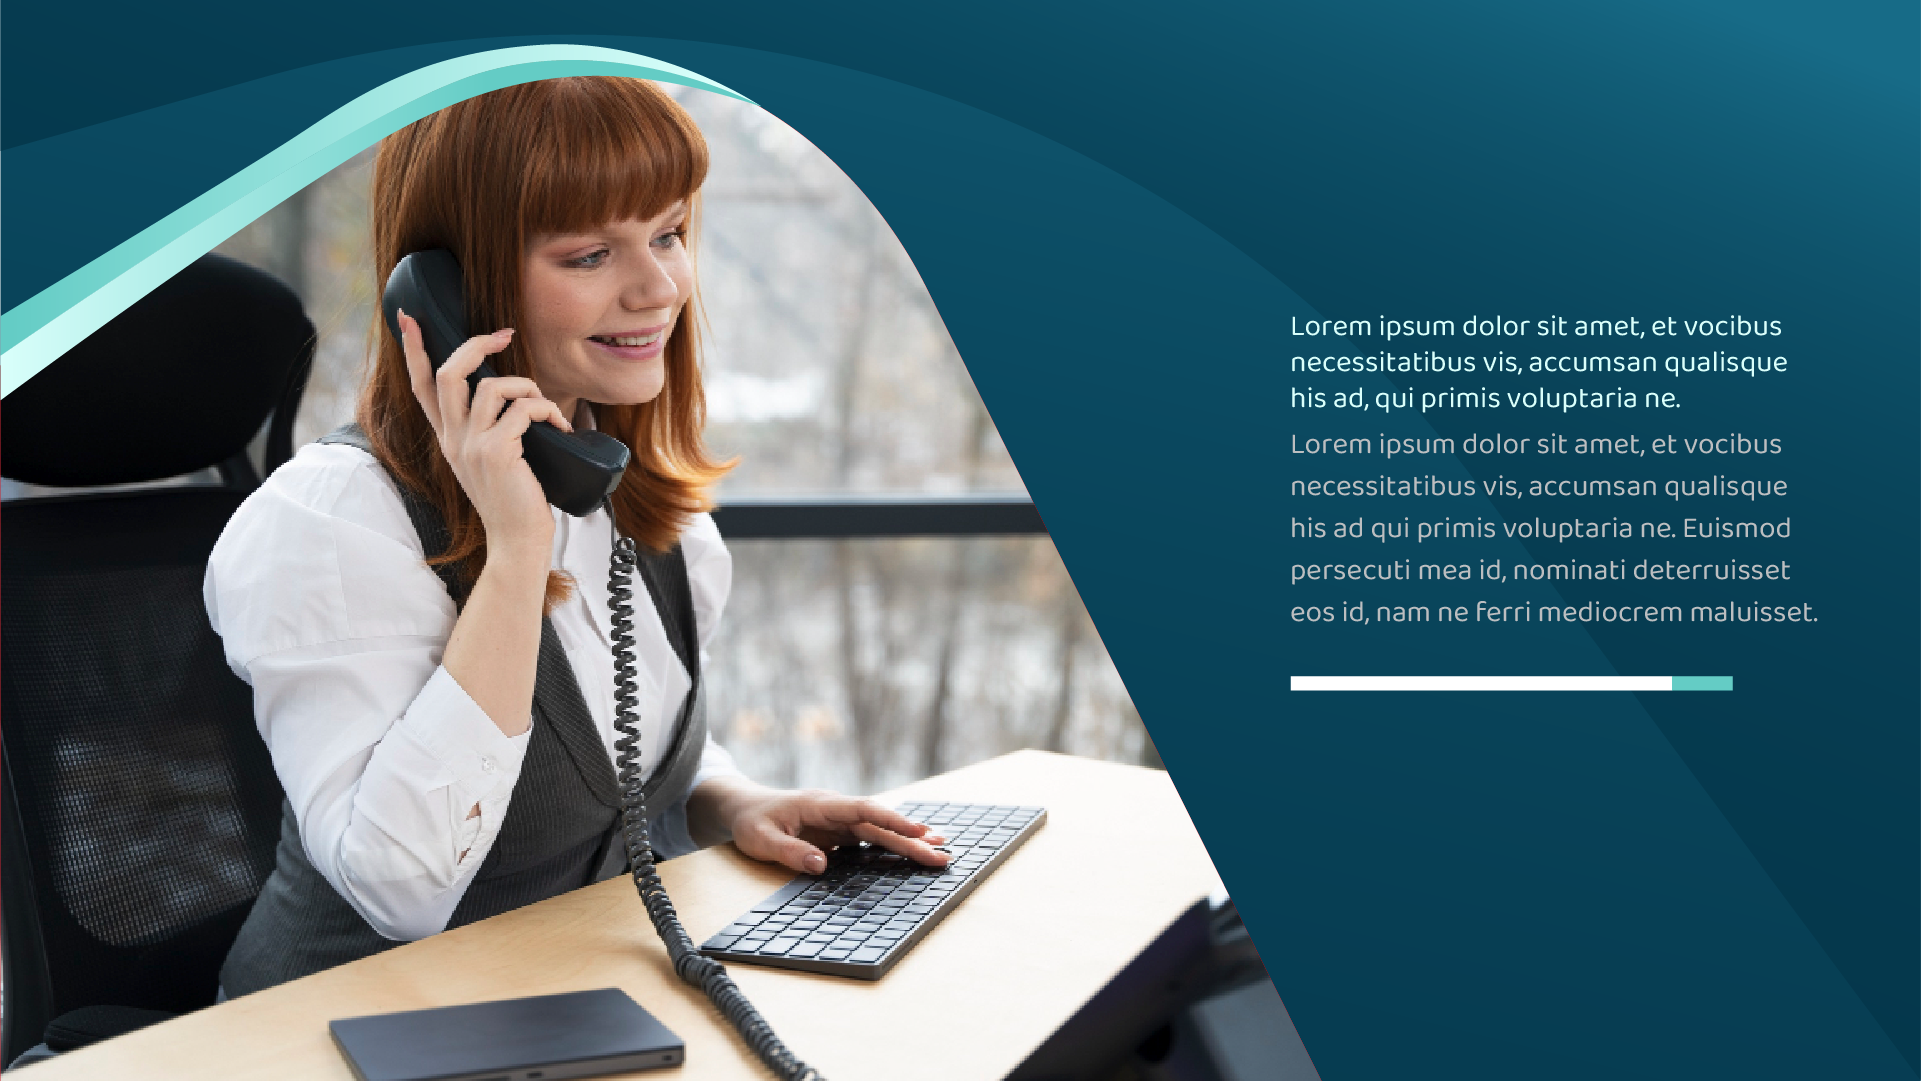 Lorem ipsum dolor sit amet, et vocibus
necessitatibus vis, accumsan qualisque
his ad, qui primis voluptaria ne.
Lorem ipsum dolor sit amet, et vocibus
necessitatibus vis, accumsan qualisque
his ad qui primis voluptaria ne. Euismod
persecuti mea id, nominati deterruisset
eos id, nam ne ferri mediocrem maluisset.